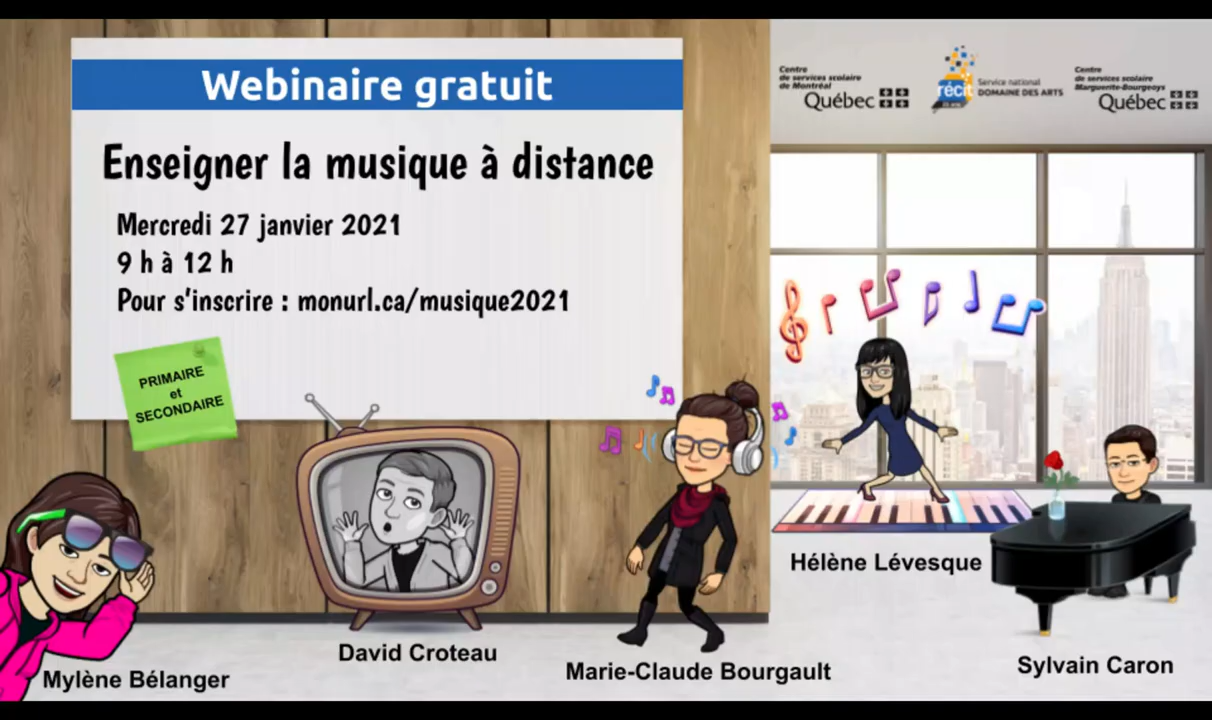 Webinaire gratuit
Enseigner la musique à distance
Mercredi 27 janvier 2021
9 h à 12 h
Pour s'inscrire : monurl.ca/musique2021
PRIMAIRE
et
SECONDAIRE
Centre
de services scolaire
de Montréal
Québec
récit
Service national
DOMAINE DES ARTS
Centre
de services scolaire
Marguerite-Bourgeoys
Québec
Mylène Bélanger
David Croteau
Marie-Claude Bourgault
Hélène Lévesque
Sylvain Caron